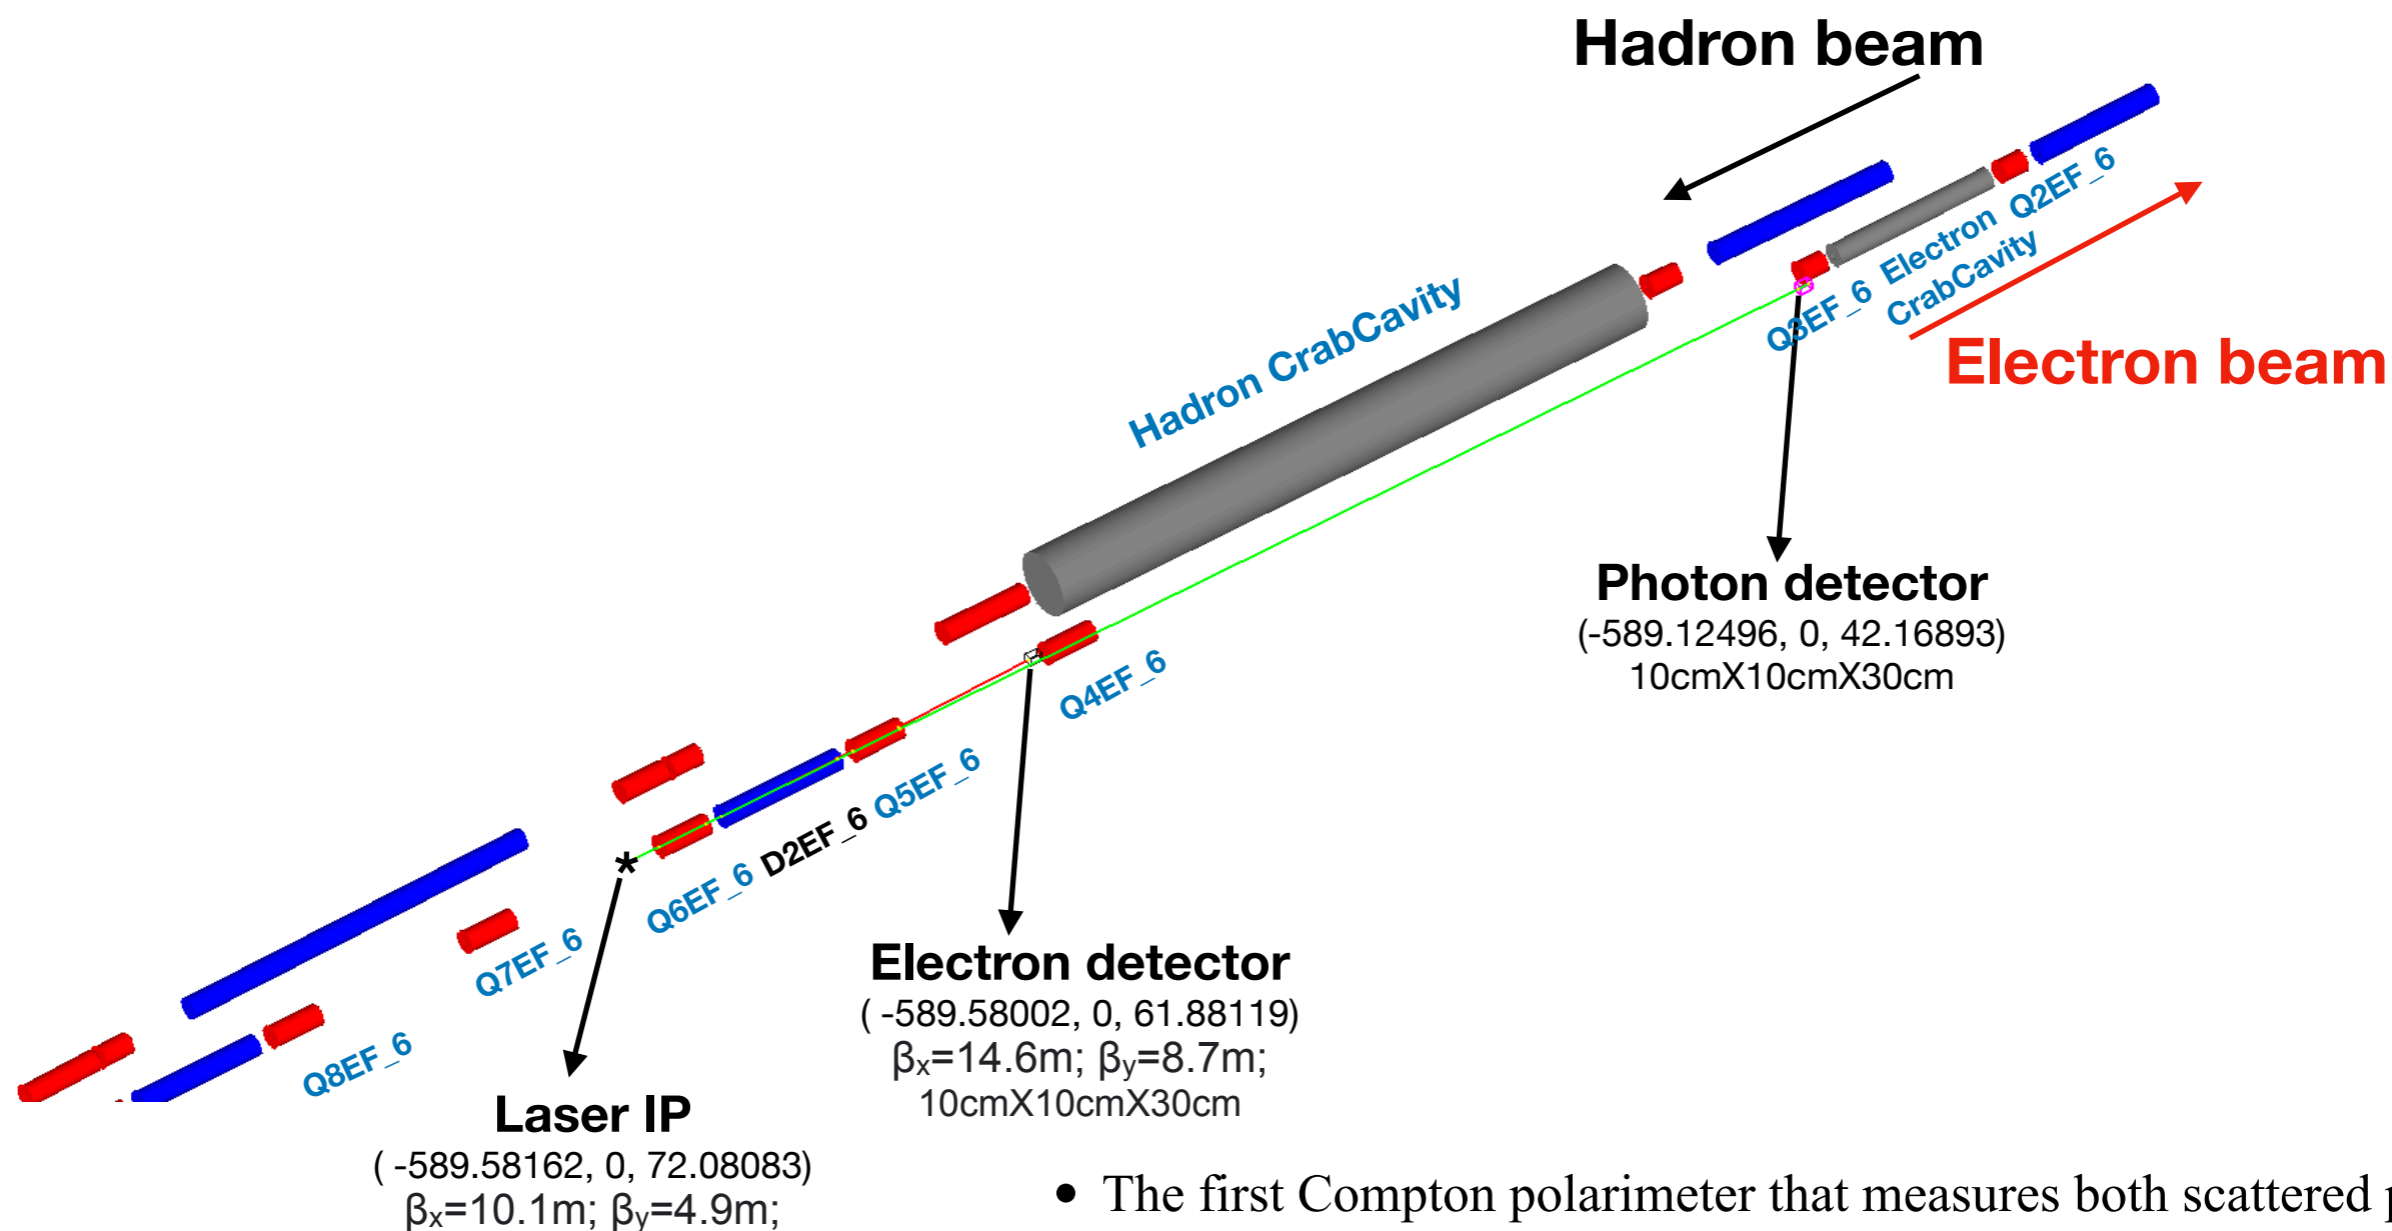 Hadron beam
Q2EF_6
Electron
CrabCavity
Q3EF_6
Electron beam
Hadron CrabCavity
Photon detector
(-589.12496, 0, 42.16893)
10cmX10cmX30cm
Q4EF_6
Q5EF_6
D2EF_6
Q6EF_6
*
Q7EF_6
Q8EF_6
Electron detector
( -589.58002, 0, 61.88119)
βx=14.6m; βy=8.7m;
10cmX10cmX30cm
Laser IP
( -589.58162, 0, 72.08083)
βx=10.1m; βy=4.9m;
• The first Compton polarimeter that measures both scattered